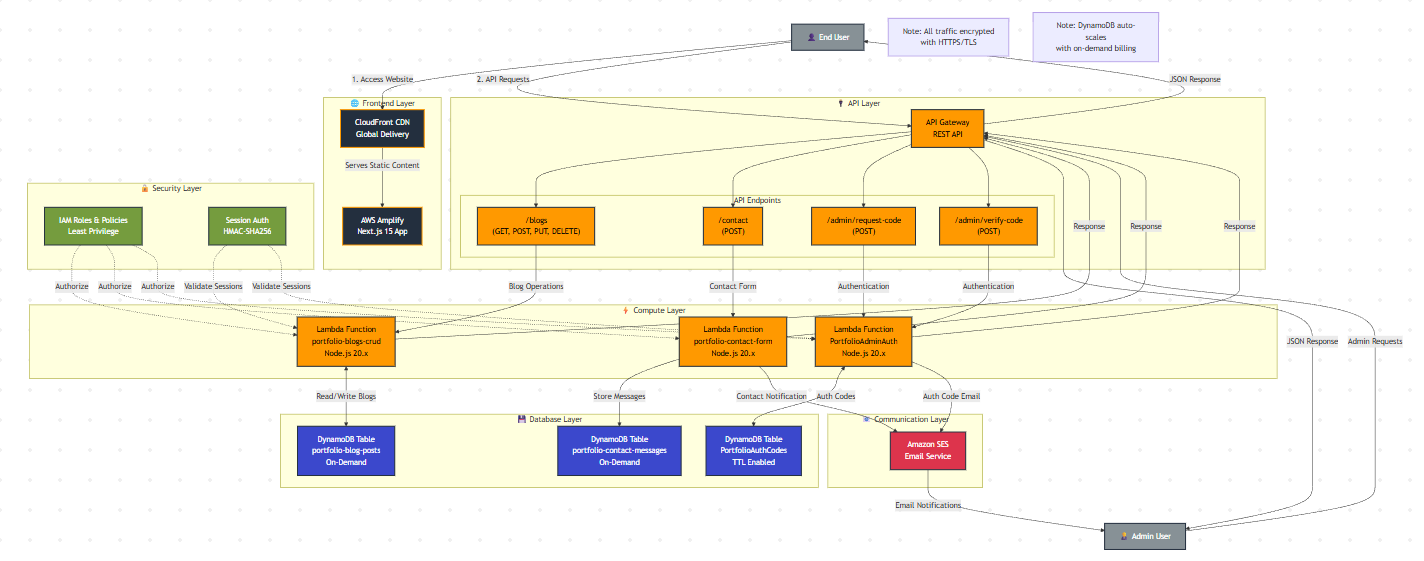 End User
Note: All traffic encrypted
with HTTPS/TLS
Note: DynamoDB auto-
scales
with on-demand billing
1. Access Website
2. API Requests
JSON Response
Frontend Layer
API Layer
CloudFront CDN
Global Delivery
API Gateway
REST API
Serves Static Content
Security Layer
API Endpoints
IAM Roles & Policies
Least Privilege
Session Auth
HMAC-SHA256
AWS Amplify
Next.js 15 App
/blogs
(GET, POST, PUT, DELETE)
/contact
(POST)
/admin/request-code
(POST)
/admin/verify-code
(POST)
Response
Response
Response
Authorize
Authorize
Authorize
Validate Sessions
Validate Sessions
Blog Operations
Contact Form
Authentication
Authentication
Compute Layer
Lambda Function
portfolio-blogs-crud
Node.js 20.x
Lambda Function
portfolio-contact-form
Node.js 20.x
Lambda Function
PortfolioAdminAuth
Node.js 20.x
JSON Response
Admin Requests
Read/Write Blogs
Store Messages
Contact Notification
Auth Codes
Auth Code Email
Database Layer
Communication Layer
DynamoDB Table
portfolio-blog-posts
On-Demand
DynamoDB Table
portfolio-contact-messages
On-Demand
DynamoDB Table
PortfolioAuthCodes
TTL Enabled
Amazon SES
Email Service
Email Notifications
Admin User